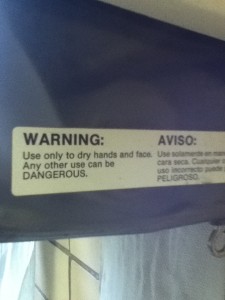 WARNING:
Use only to dry hands and face.
Any other use can be
DANGEROUS.
AVISO:
Use solamente en
cara seca. Cualquier
uso incorrecto puede
PELIGROSO.